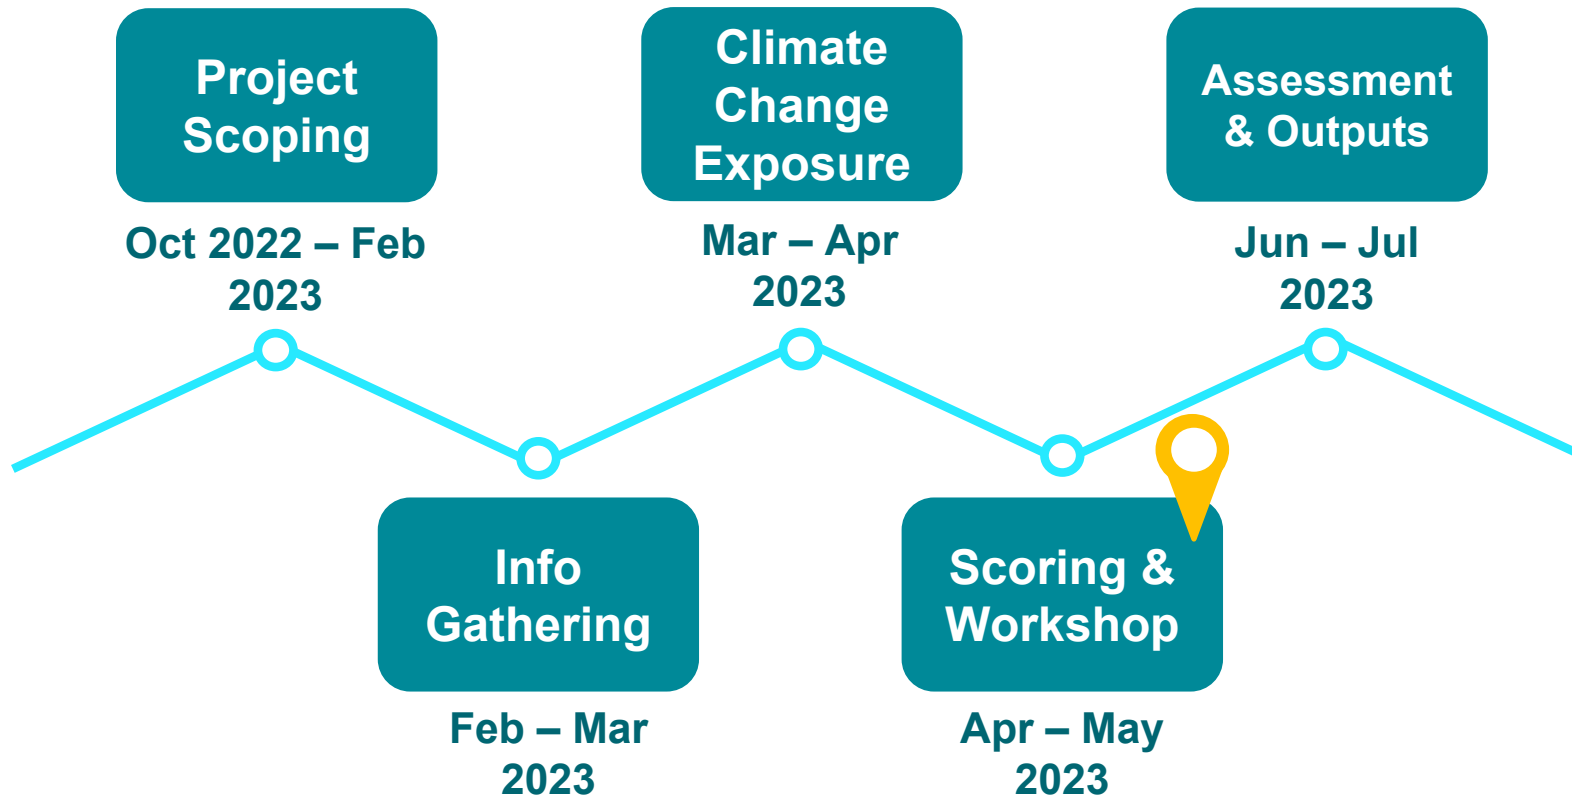 Project
Scoping
Oct 2022 – Feb
2023
Info
Gathering
Feb – Mar
2023
Climate
Change
Exposure
Mar – Apr
2023
Scoring &
Workshop
Apr – May
2023
Assessment
& Outputs
Jun – Jul
2023